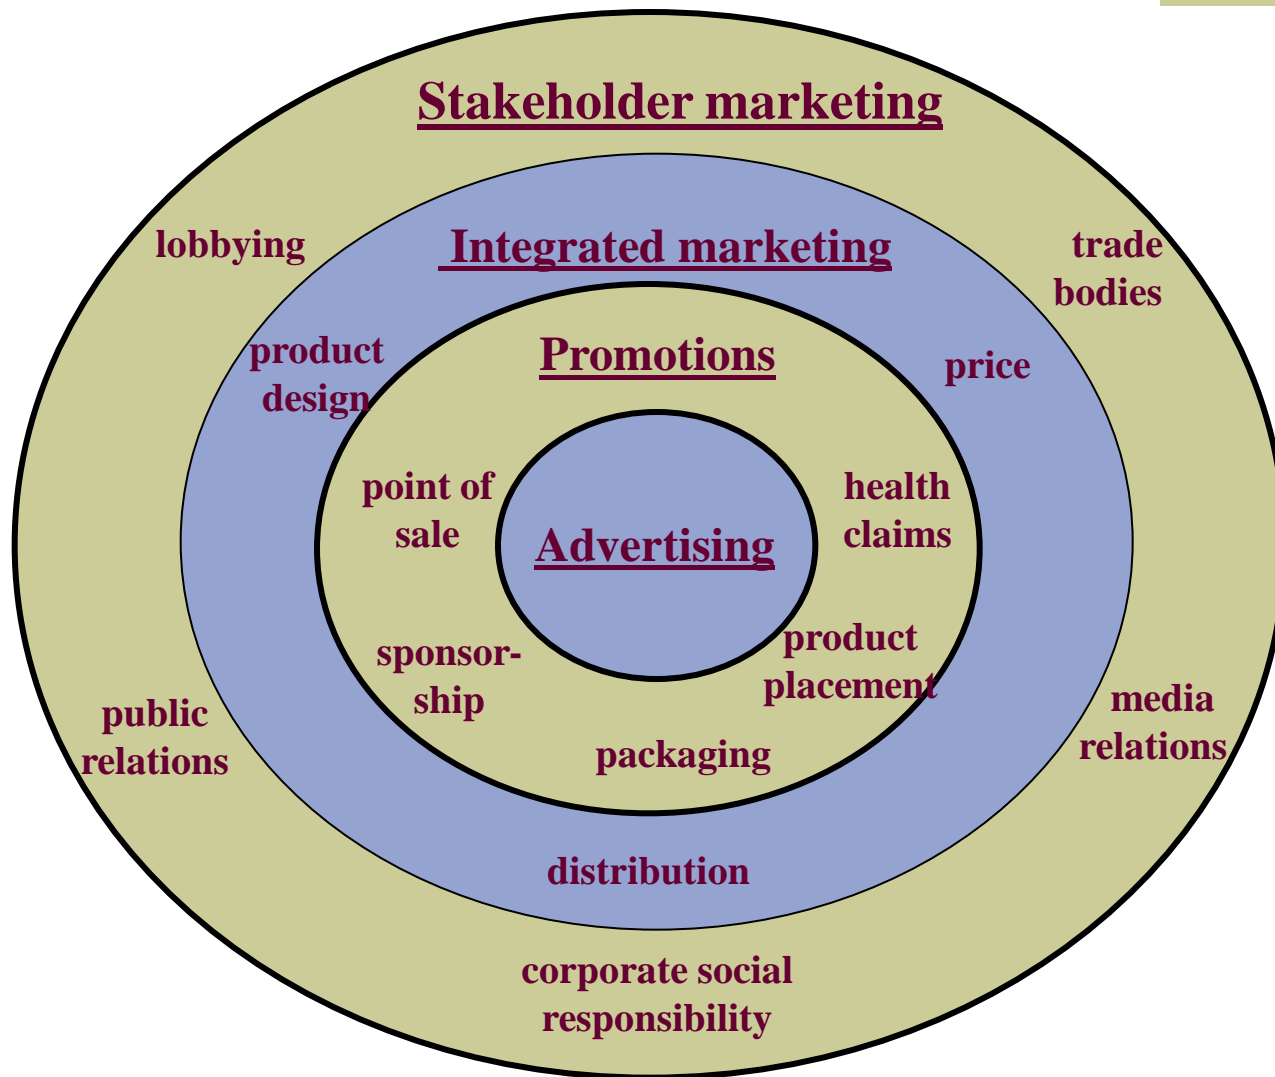 Stakeholder marketing
lobbying
Integrated marketing
trade
bodies
product
design
Promotions
price
point of
sale
health
claims
Advertising
sponsor-
ship
product
placement
public
relations
media
relations
packaging
distribution
corporate social
responsibility